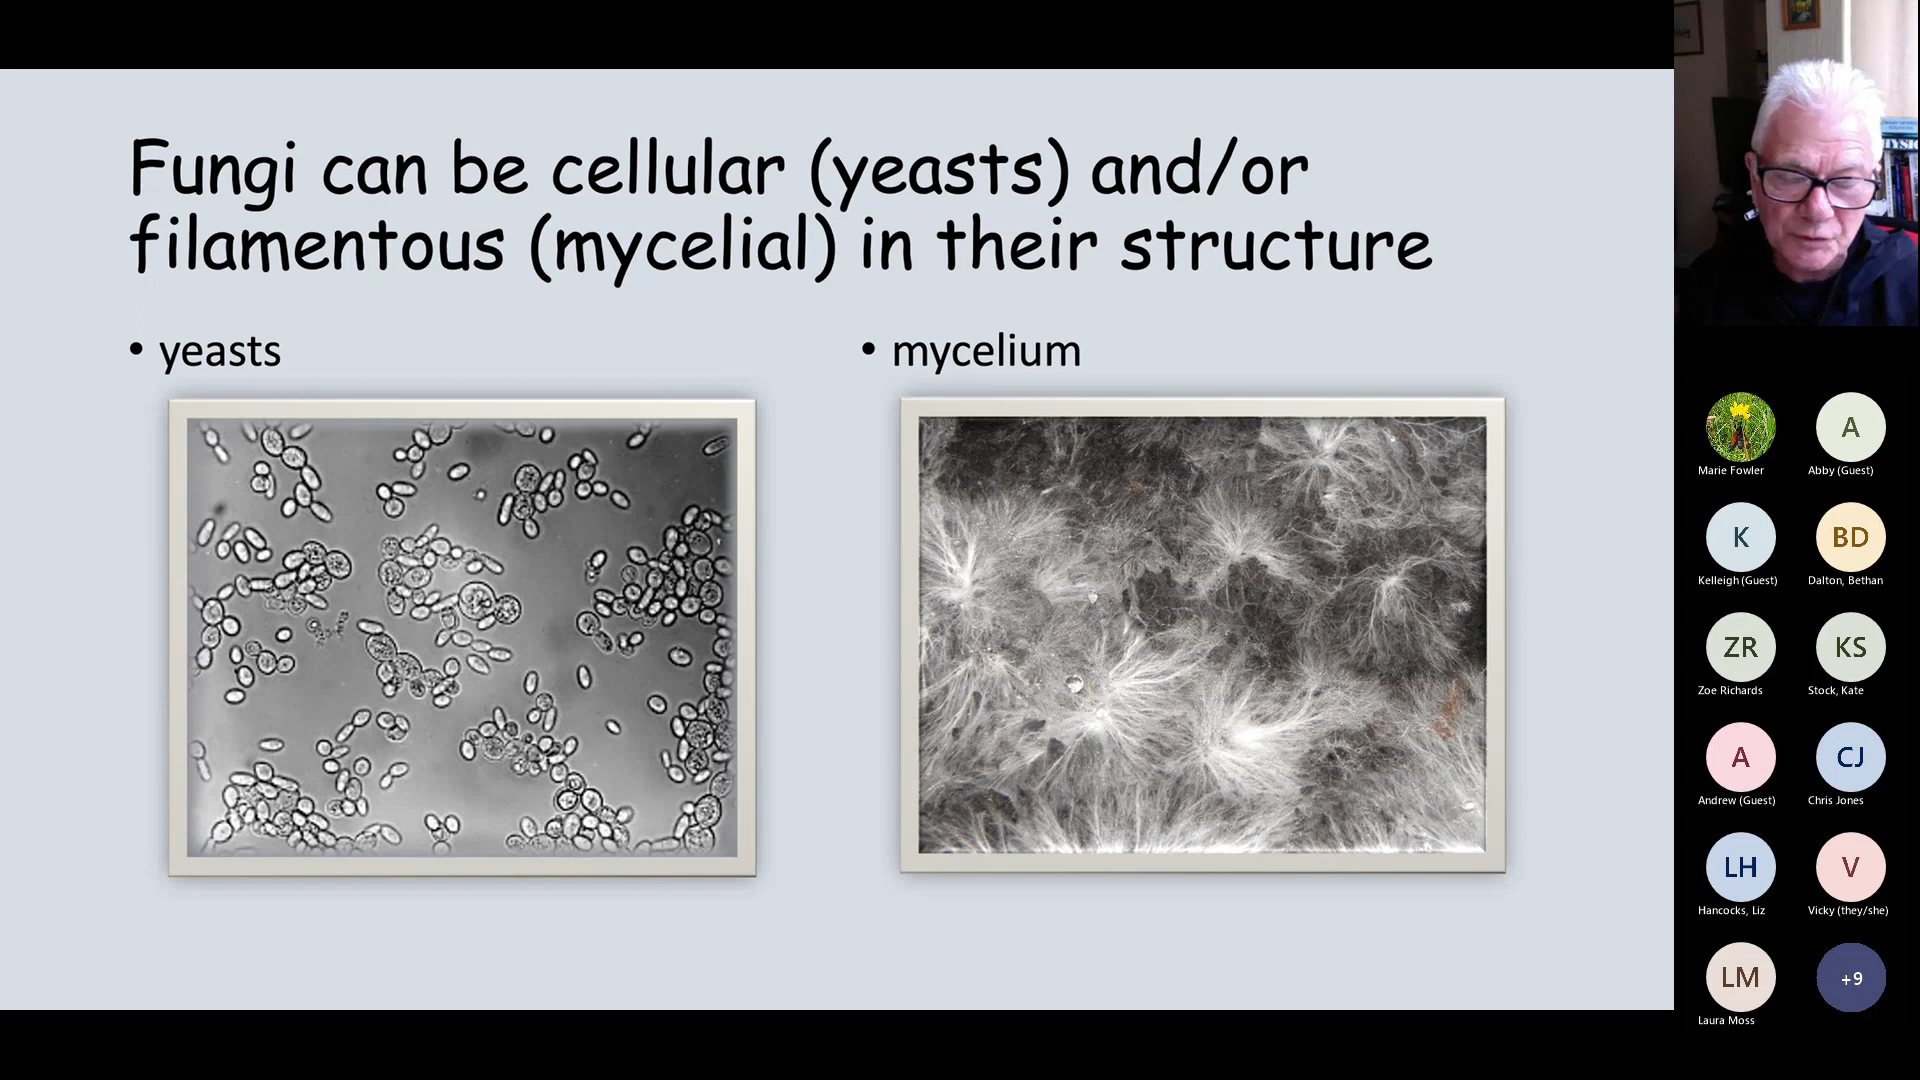 Fungi can be cellular (yeasts) and/or
filamentous (mycelial) in their structure
• yeasts
• mycelium
Marie Fowler
A
Abby (Guest)
K
Kelleigh (Guest)
BD
Dalton, Bethan
ZR
Zoe Richards
KS
Stock, Kate
A
Andrew (Guest)
CJ
Chris Jones
LH
Hancocks, Liz
V
Vicky (they/she)
LM
Laura Moss
+9